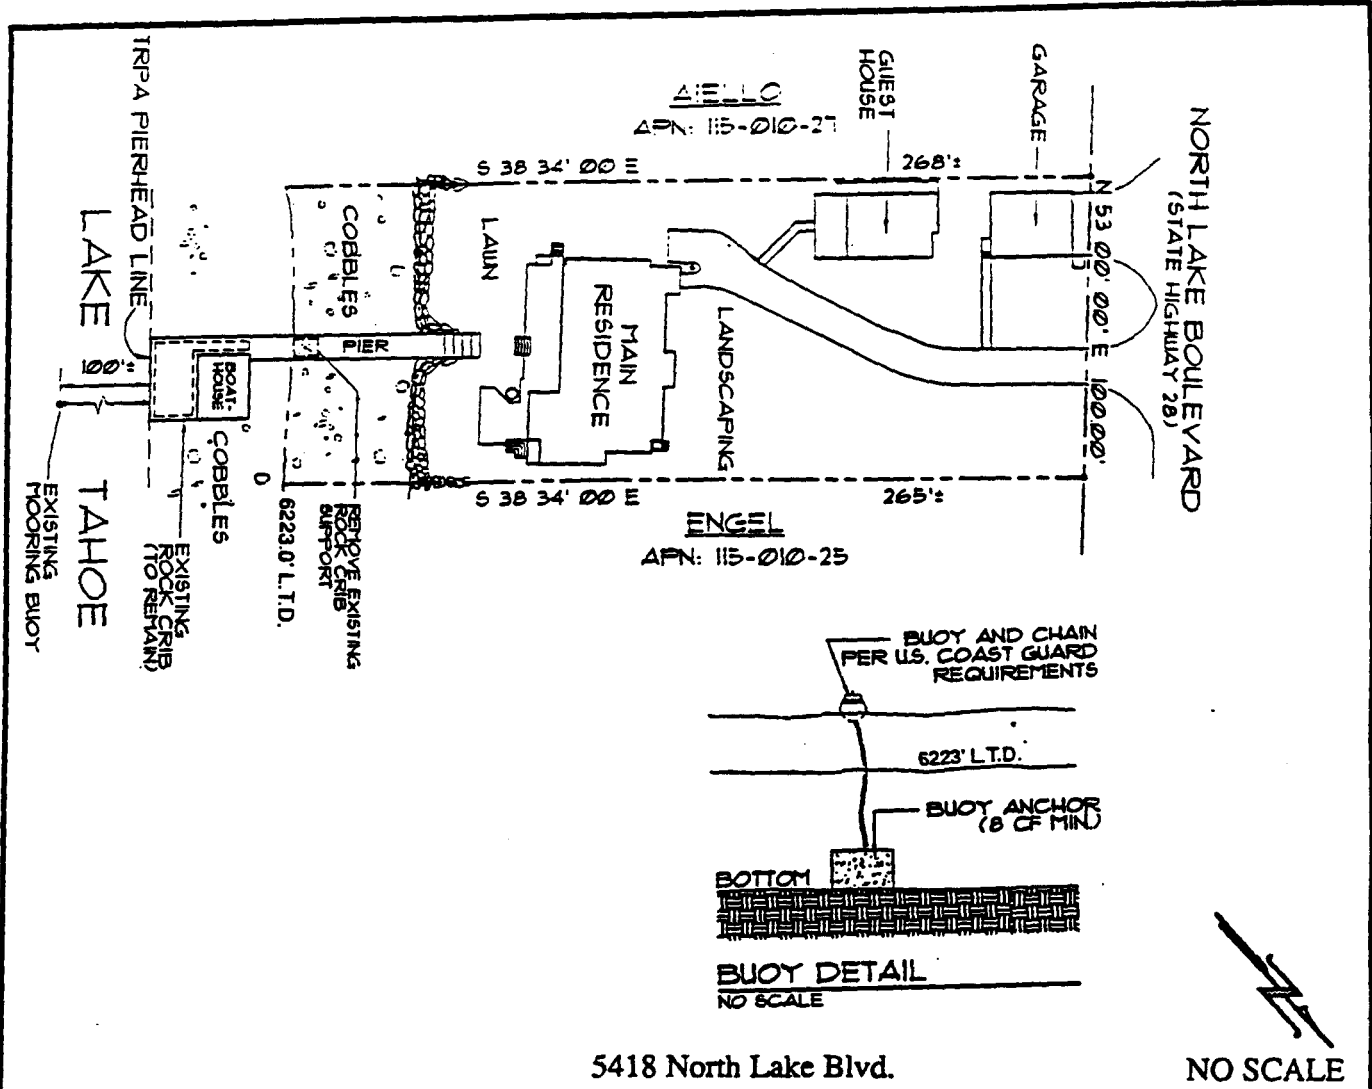 NORTH LAKE BOULEVARD
(STATE HIGHWAY 28)
N 53 00' 00" E 100.00'
GARAGE
GUEST
HOUSE
AIELLO
APN: 115-010-27
S 38 34' 00 E
268'±
LANDSCAPING
MAIN
RESIDENCE
LAWN
COBBLES
PIER
BOAT-
HOUSE
TRPA PIERHEAD LINE
LAKE
TAHOE
100'±
COBBLES
6223.0' L.T.D.
REMOVE EXISTING
ROCK CRIB
SUPPORT
EXISTING
ROCK CRIB
(TO REMAIN)
EXISTING
MOORING BUOY
S 38 34' 00 E
265'±
ENGEL
APN: 115-010-25
BUOY AND CHAIN
PER U.S. COAST GUARD
REQUIREMENTS
6223' L.T.D.
BUOY ANCHOR
(8 CF MIN)
BOTTOM
BUOY DETAIL
NO SCALE
5418 North Lake Blvd.
NO SCALE